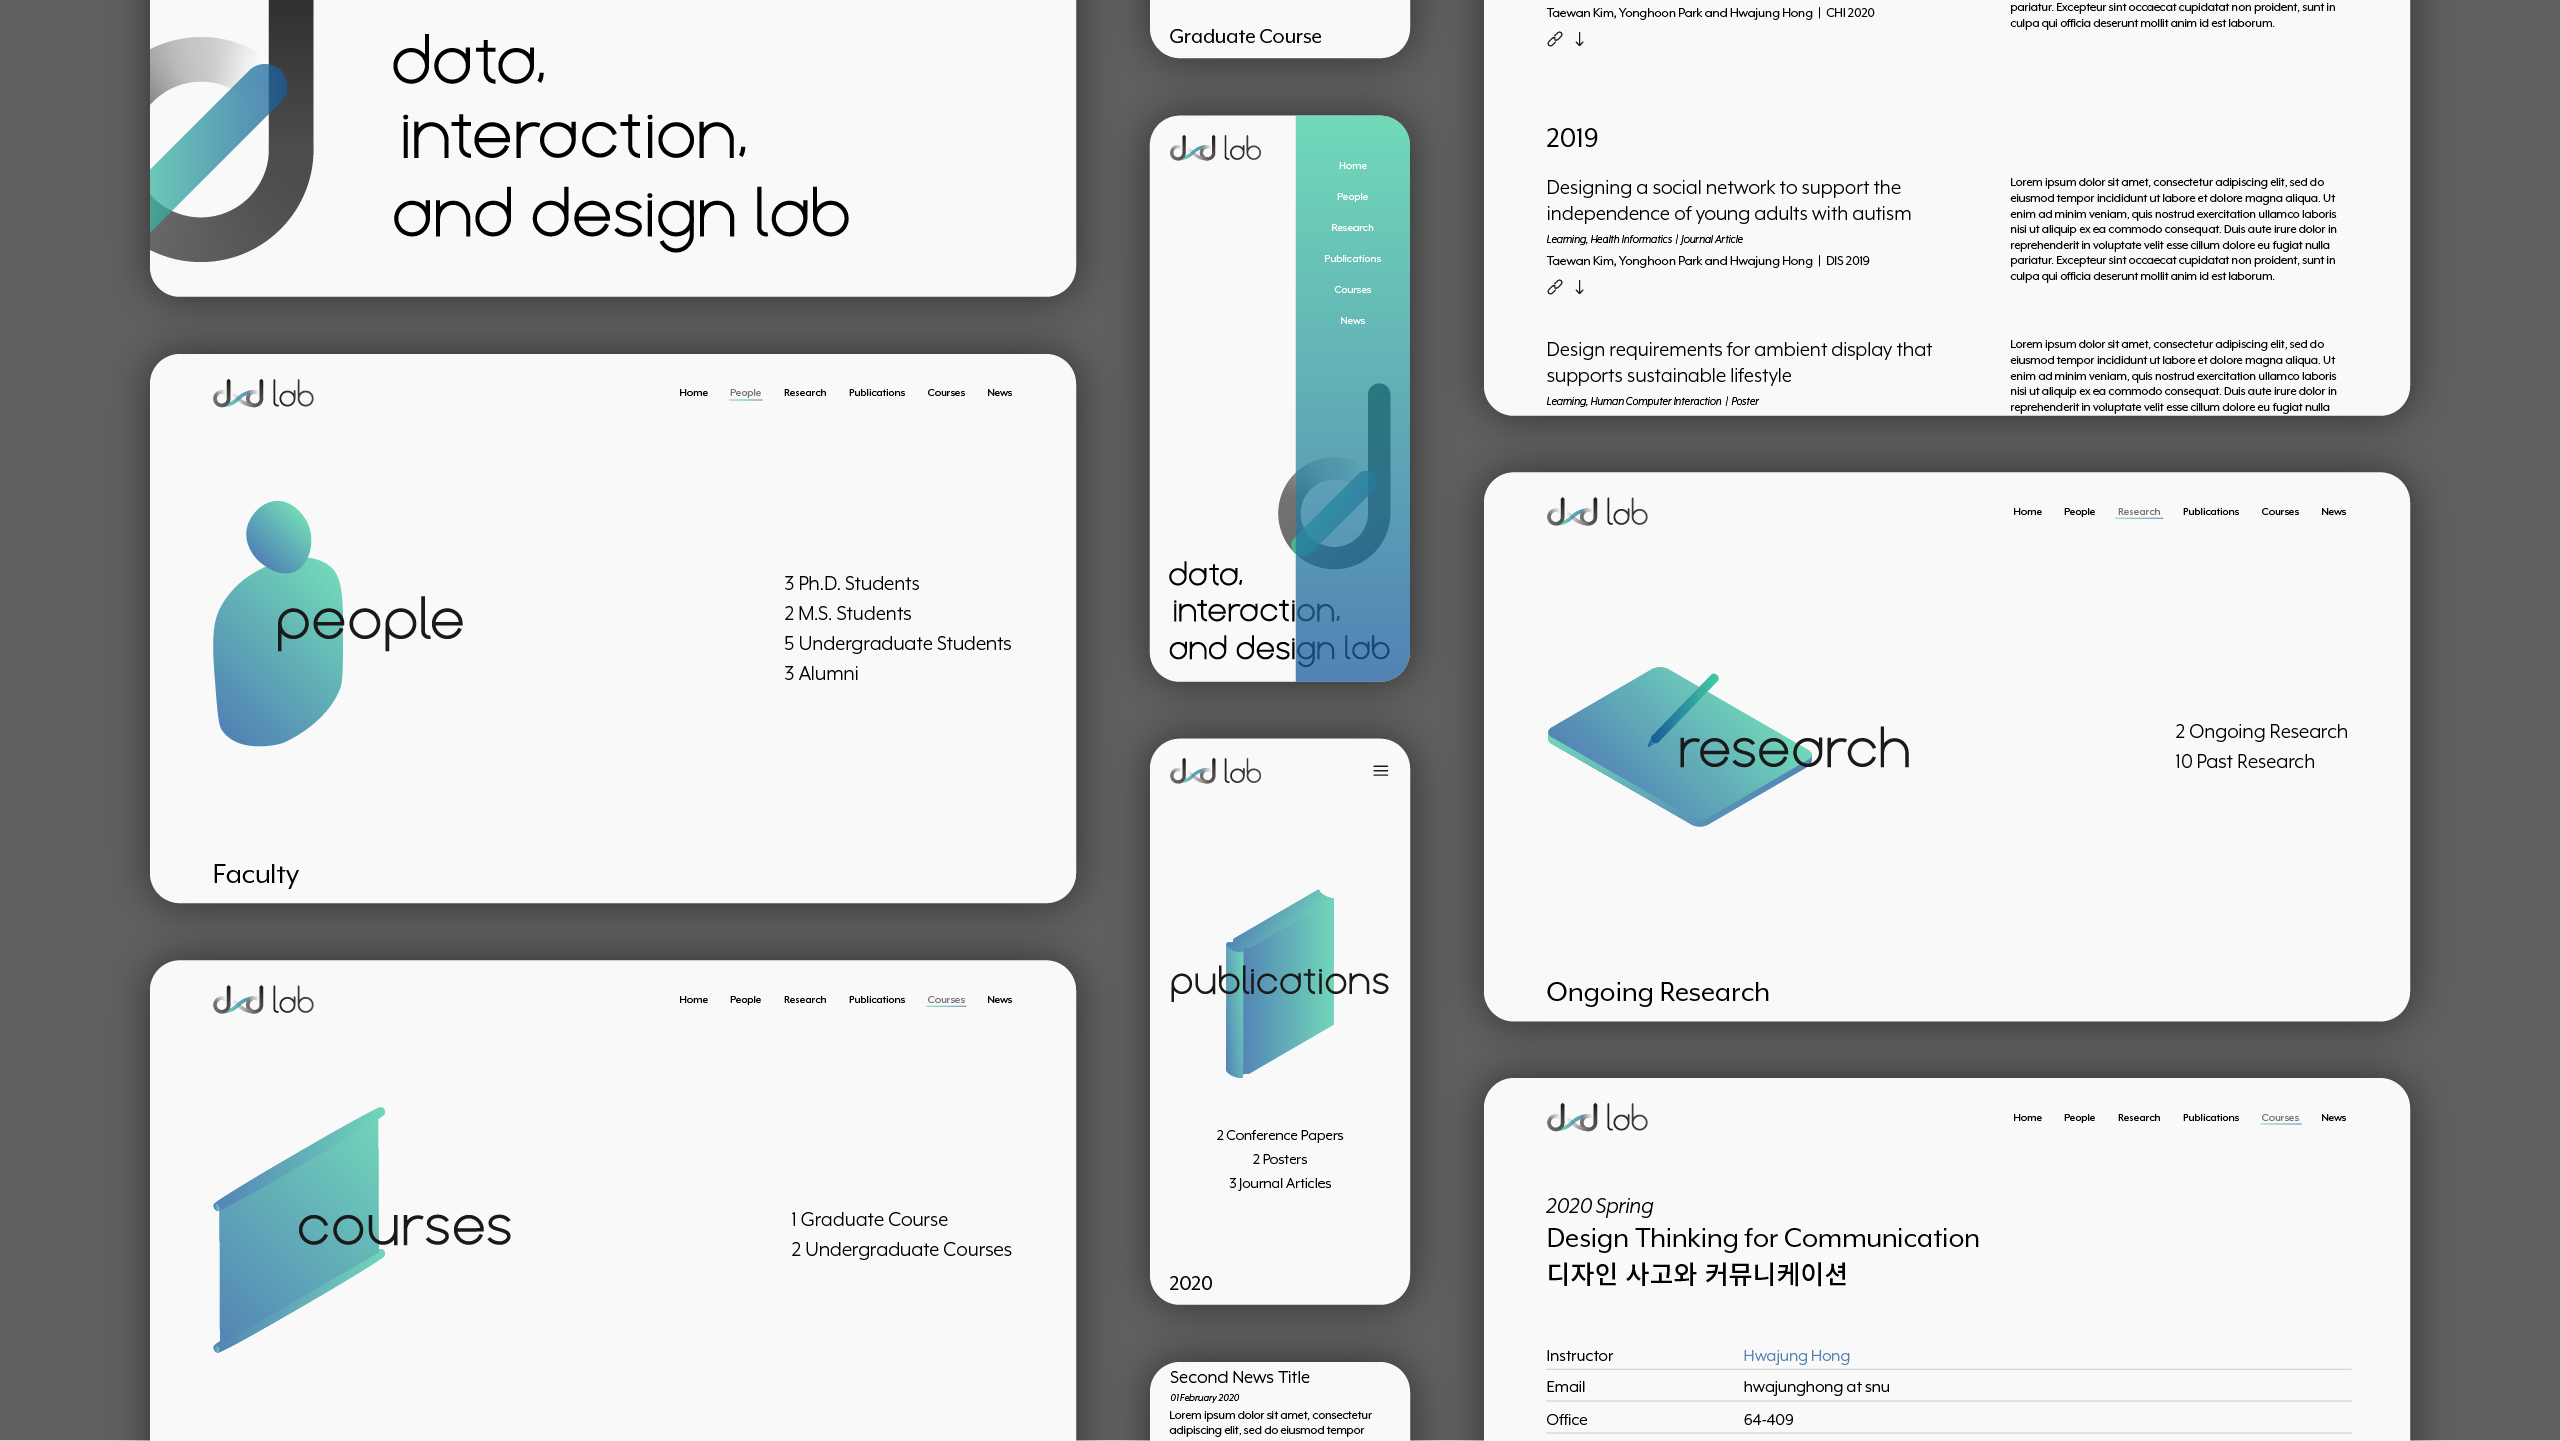 data,
interaction,
and design lab
dxd lab
Home People Research Publications Courses News
people
3 Ph.D. Students
2 M.S. Students
5 Undergraduate Students
3 Alumni
Faculty
dxd lab
Home People Research Publications Courses News
courses
1 Graduate Course
2 Undergraduate Courses
Graduate Course
dxd lab
Home
People
Research
Publications
Courses
News
data,
interaction,
and design lab
dxd lab
publications
2 Conference Papers
2 Posters
3 Journal Articles
2020
Second News Title
01 February 2020
Lorem ipsum dolor sit amet, consectetur
adipiscing elit, sed do eiusmod tempor
Taewan Kim, Yonghoon Park and Hwajung Hong | CHI 2020
pariatur. Excepteur sint occaecat cupidatat non proident, sunt in
culpa qui officia deserunt mollit anim id est laborum.
2019
Designing a social network to support the
independence of young adults with autism
Learning, Health Informatics | Journal Article
Taewan Kim, Yonghoon Park and Hwajung Hong | DIS 2019
Lorem ipsum dolor sit amet, consectetur adipiscing elit, sed do
eiusmod tempor incididunt ut labore et dolore magna aliqua. Ut
enim ad minim veniam, quis nostrud exercitation ullamco laboris
nisi ut aliquip ex ea commodo consequat. Duis aute irure dolor in
reprehenderit in voluptate velit esse cillum dolore eu fugiat nulla
pariatur. Excepteur sint occaecat cupidatat non proident, sunt in
culpa qui officia deserunt mollit anim id est laborum.
Design requirements for ambient display that
supports sustainable lifestyle
Learning, Human Computer Interaction | Poster
Lorem ipsum dolor sit amet, consectetur adipiscing elit, sed do
eiusmod tempor incididunt ut labore et dolore magna aliqua. Ut
enim ad minim veniam, quis nostrud exercitation ullamco laboris
nisi ut aliquip ex ea commodo consequat. Duis aute irure dolor in
reprehenderit in voluptate velit esse cillum dolore eu fugiat nulla
dxd lab
Home People Research Publications Courses News
research
2 Ongoing Research
10 Past Research
Ongoing Research
dxd lab
Home People Research Publications Courses News
2020 Spring
Design Thinking for Communication
디자인 사고와 커뮤니케이션
Instructor Hwajung Hong
Email hwajunghong at snu
Office 64-409